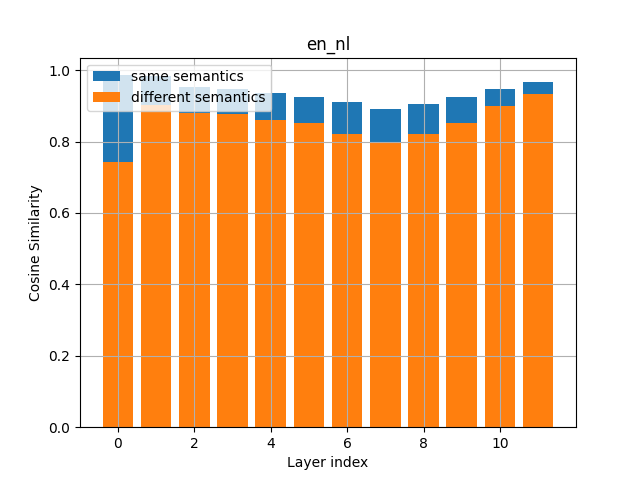 en_nl
same semantics
different semantics
Cosine Similarity
1.0
0.8
0.6
0.4
0.2
0.0
0 2 4 6 8 10
Layer index